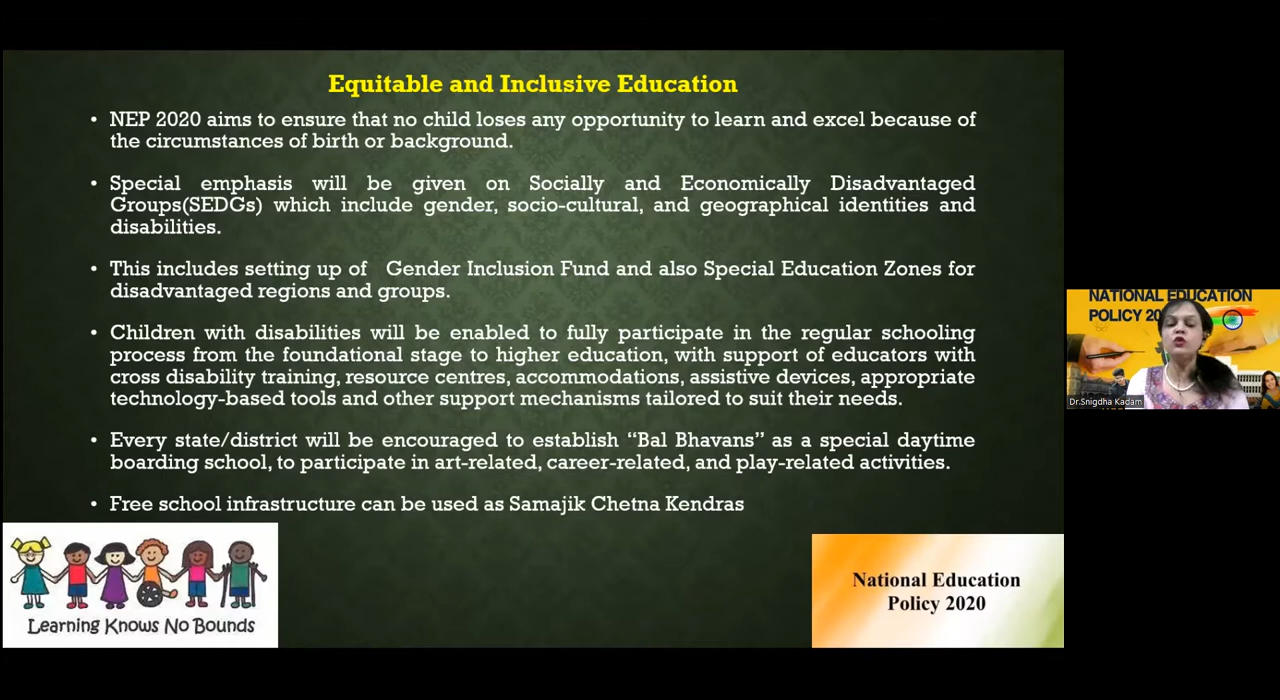 Equitable and Inclusive Education
• NEP 2020 aims to ensure that no child loses any opportunity to learn and excel because of
the circumstances of birth or background.
• Special emphasis will be given on Socially and Economically Disadvantaged
Groups(SEDGs) which include gender, socio-cultural, and geographical identities and
disabilities.
• This includes setting up of Gender Inclusion Fund and also Special Education Zones for
disadvantaged regions and groups.
• Children with disabilities will be enabled to fully participate in the regular schooling
process from the foundational stage to higher education, with support of educators with
cross disability training, resource centres, accommodations, assistive devices, appropriate
technology-based tools and other support mechanisms tailored to suit their needs.
• Every state/district will be encouraged to establish “Bal Bhavans” as a special daytime
boarding school, to participate in art-related, career-related, and play-related activities.
• Free school infrastructure can be used as Samajik Chetna Kendras
Learning Knows No Bounds
National Education
Policy 2020
NATIONAL EDUCATION
POLICY 20
Dr.Snigdha Kadam